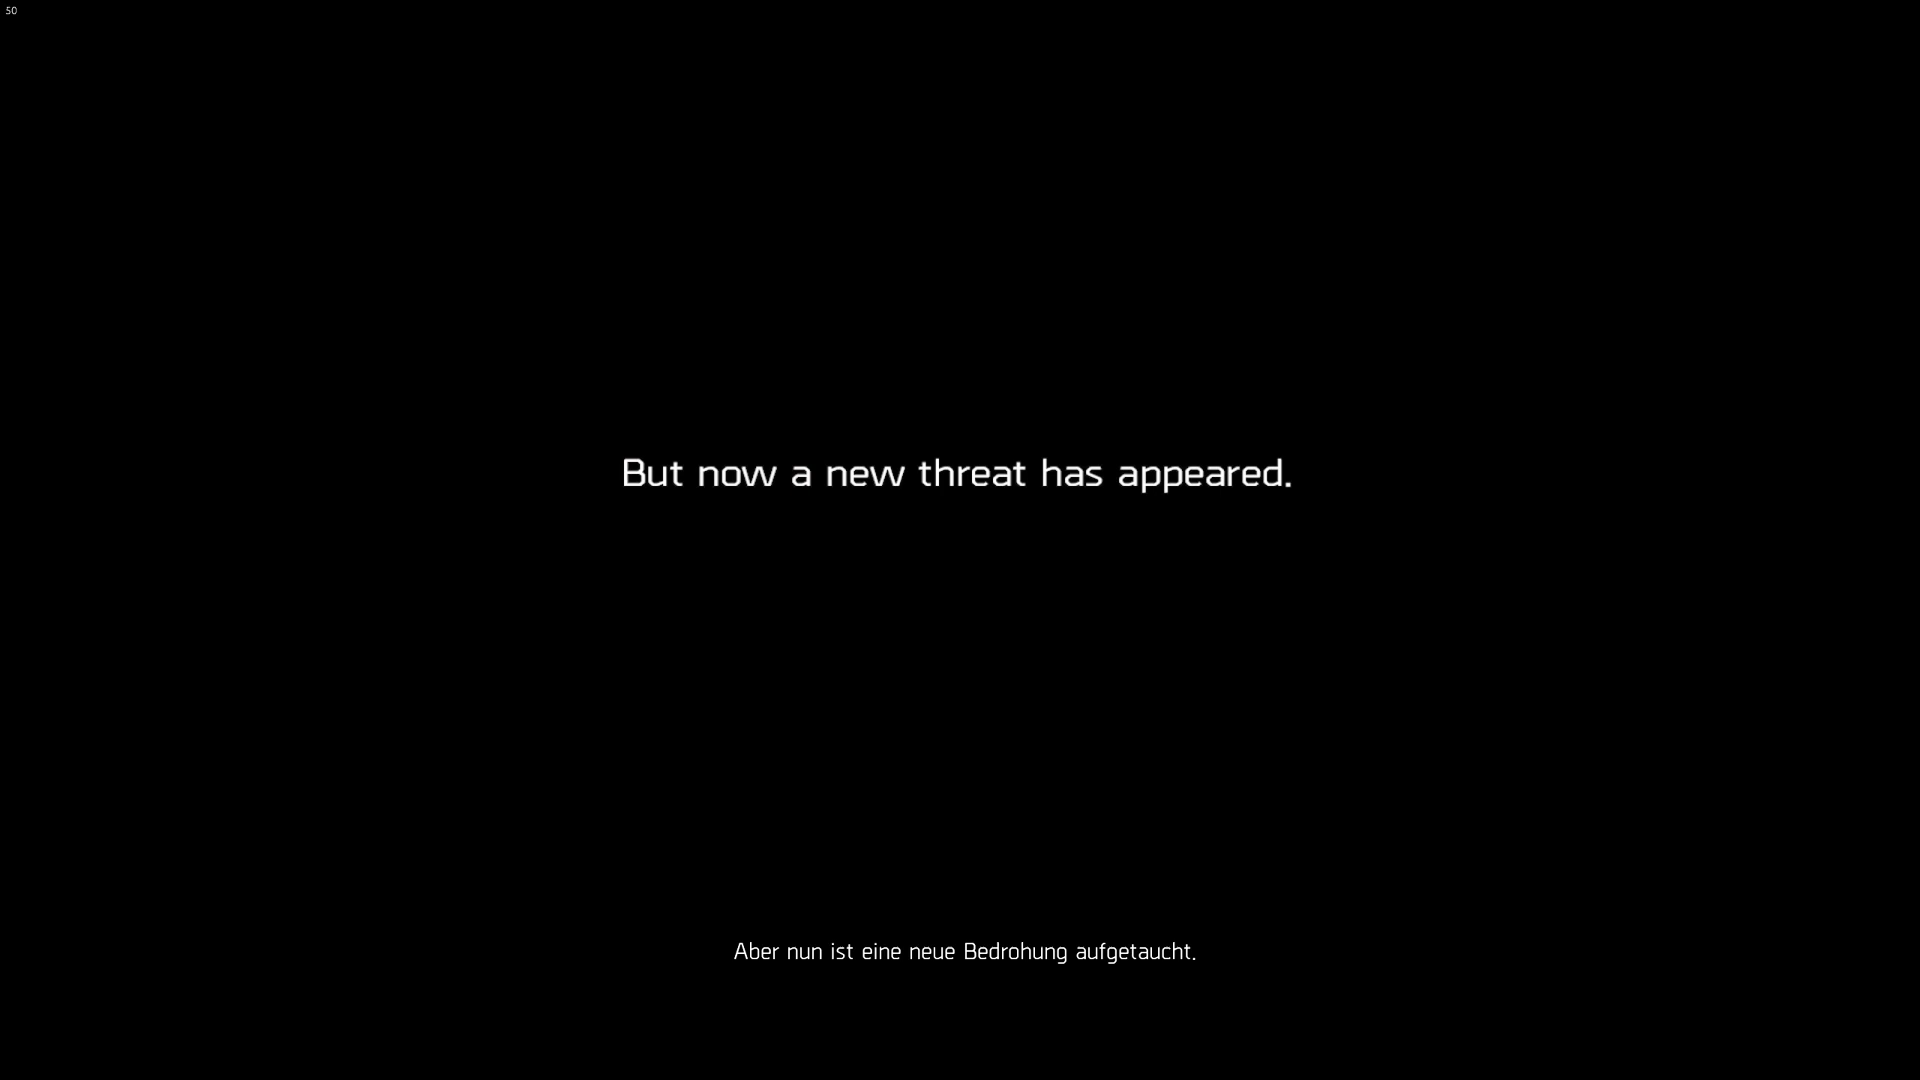 50
But now a new threat has appeared.
Aber nun ist eine neue Bedrohung aufgetaucht.